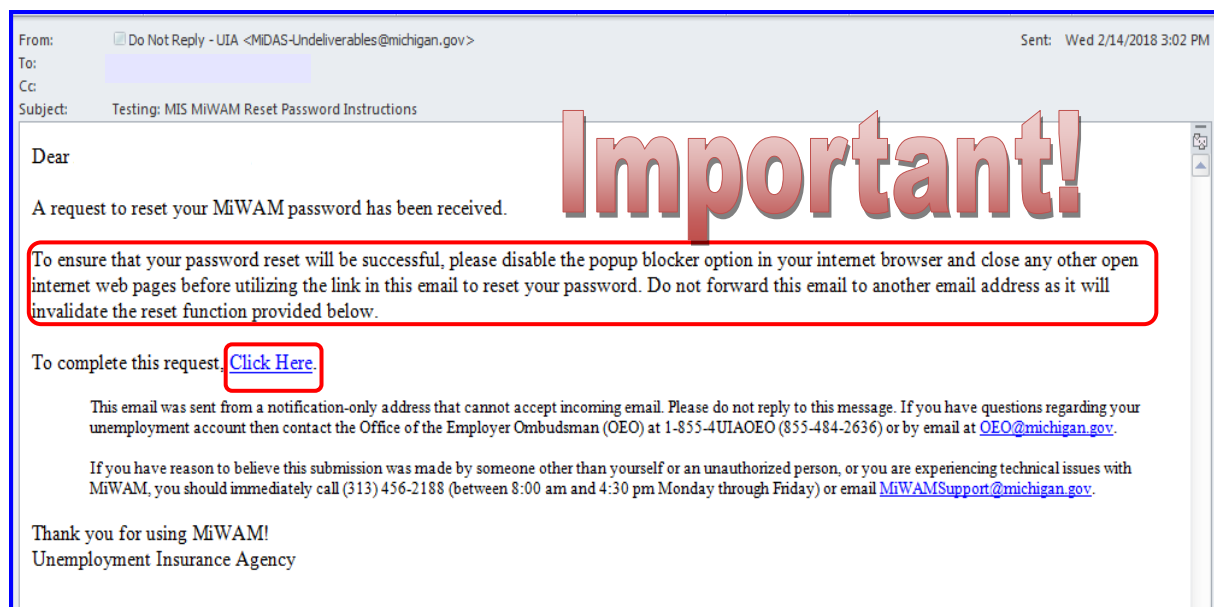 From: Do Not Reply - UIA <MiDAS-Undeliverables@michigan.gov> Sent: Wed 2/14/2018 3:02 PM
To:
Cc:
Subject: Testing: MIS MiWAM Reset Password Instructions
Important!
Dear
A request to reset your MiWAM password has been received.
To ensure that your password reset will be successful, please disable the popup blocker option in your internet browser and close any other open
internet web pages before utilizing the link in this email to reset your password. Do not forward this email to another email address as it will
invalidate the reset function provided below.
To complete this request, Click Here.
This email was sent from a notification-only address that cannot accept incoming email. Please do not reply to this message. If you have questions regarding your
unemployment account then contact the Office of the Employer Ombudsman (OEO) at 1-855-4UIAOEO (855-484-2636) or by email at OEO@michigan.gov.
If you have reason to believe this submission was made by someone other than yourself or an unauthorized person, or you are experiencing technical issues with
MiWAM, you should immediately call (313) 456-2188 (between 8:00 am and 4:30 pm Monday through Friday) or email MiWAMSupport@michigan.gov.
Thank you for using MiWAM!
Unemployment Insurance Agency